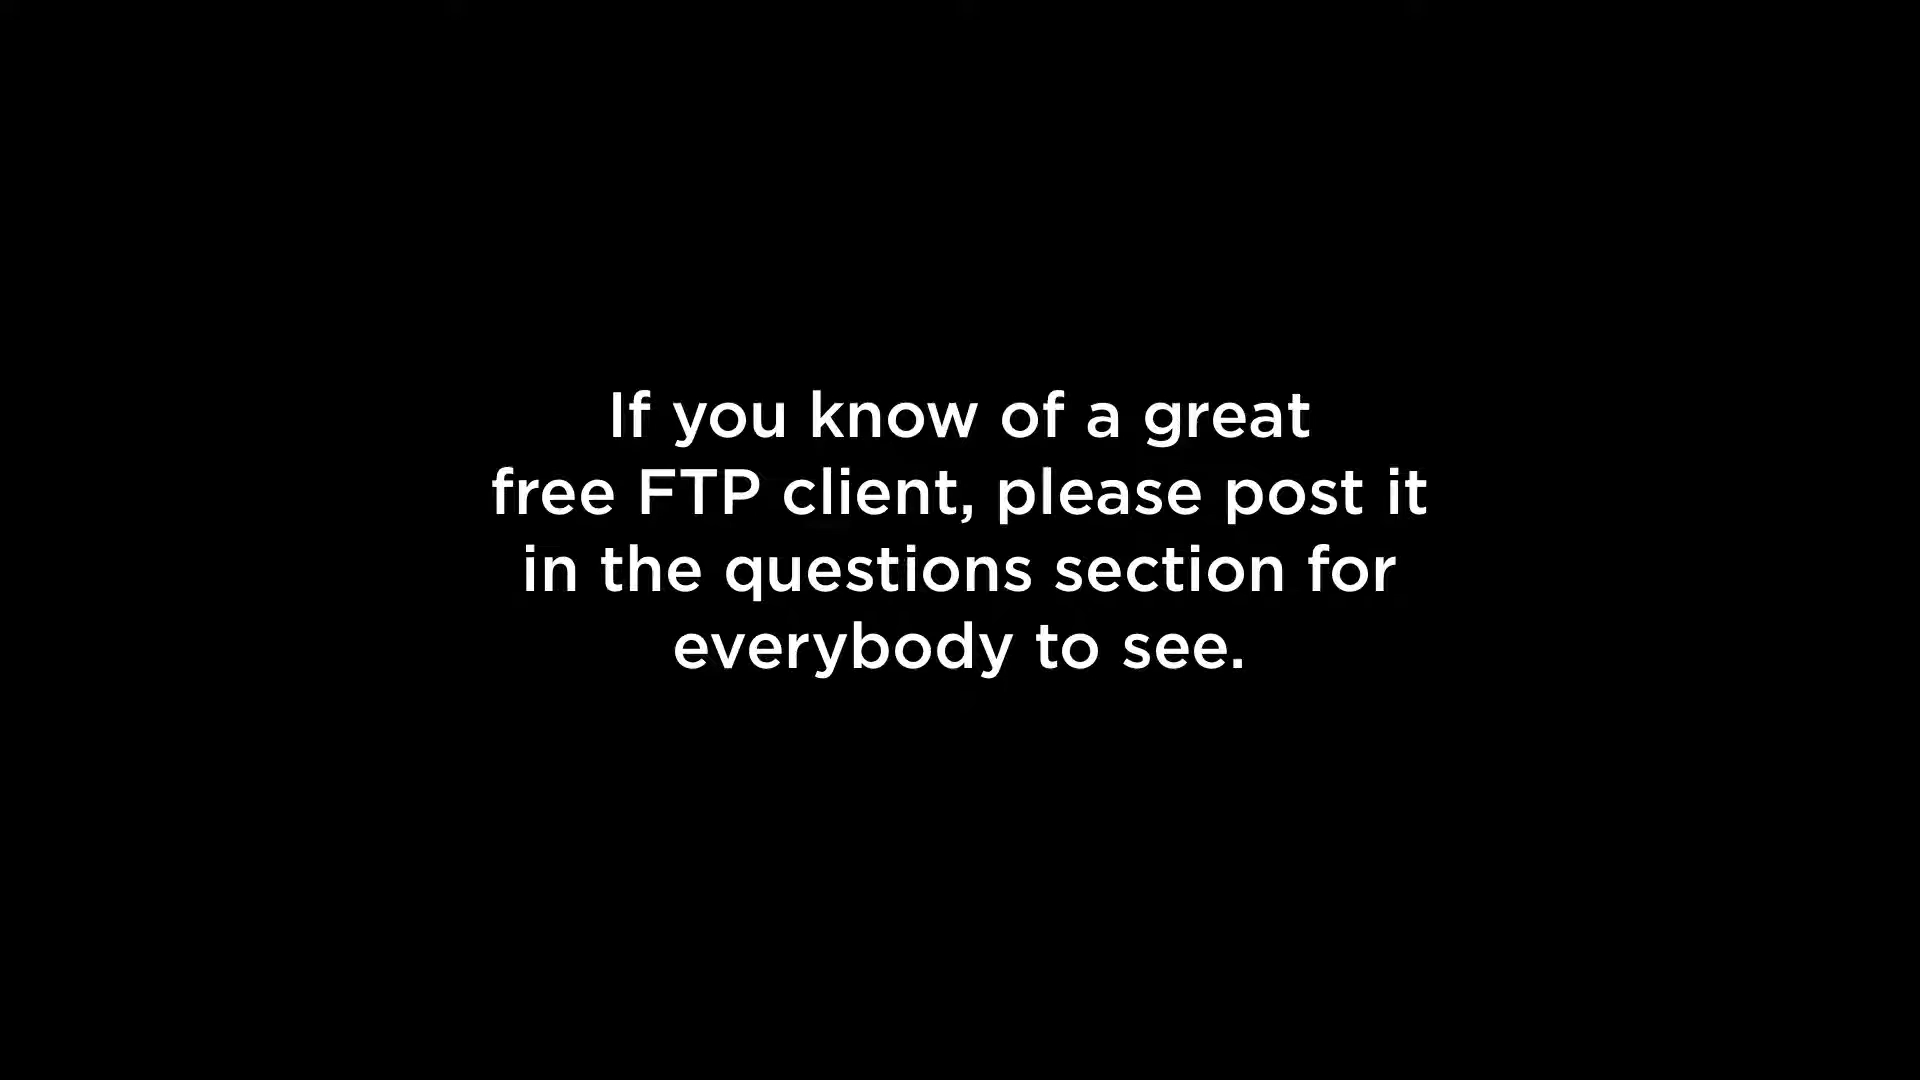 If you know of a great
free FTP client, please post it
in the questions section for
everybody to see.